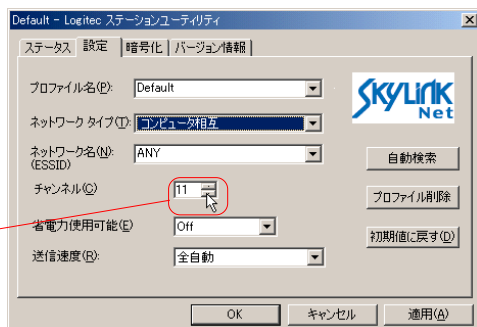 Default - Logitec ステーションユーティリティ
ステータス 設定 暗号化 バージョン情報
プロファイル名(P): Default
SKYLINK
Net
ネットワーク タイプ(T): コンピュータ相互
ネットワーク名(N): ANY
(ESSID)
自動検索
チャンネル(C) 11
プロファイル削除
省電力使用可能(E) Off
初期値に戻す(D)
送信速度(R): 全自動
OK キャンセル 適用(A)